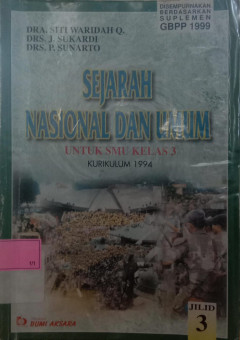 DRA. SITI WARIDAH Q.
DRS. J. SUKARDI
DRS. P. SUNARTO
DISEMPURNAKAN
BERDASARKAN
SUPLEMEN
GBPP 1999
SEJARAH
NASIONAL DAN UMUM
UNTUK SMU KELAS 3
KURIKULUM 1994
BUMI AKSARA
JILID
3